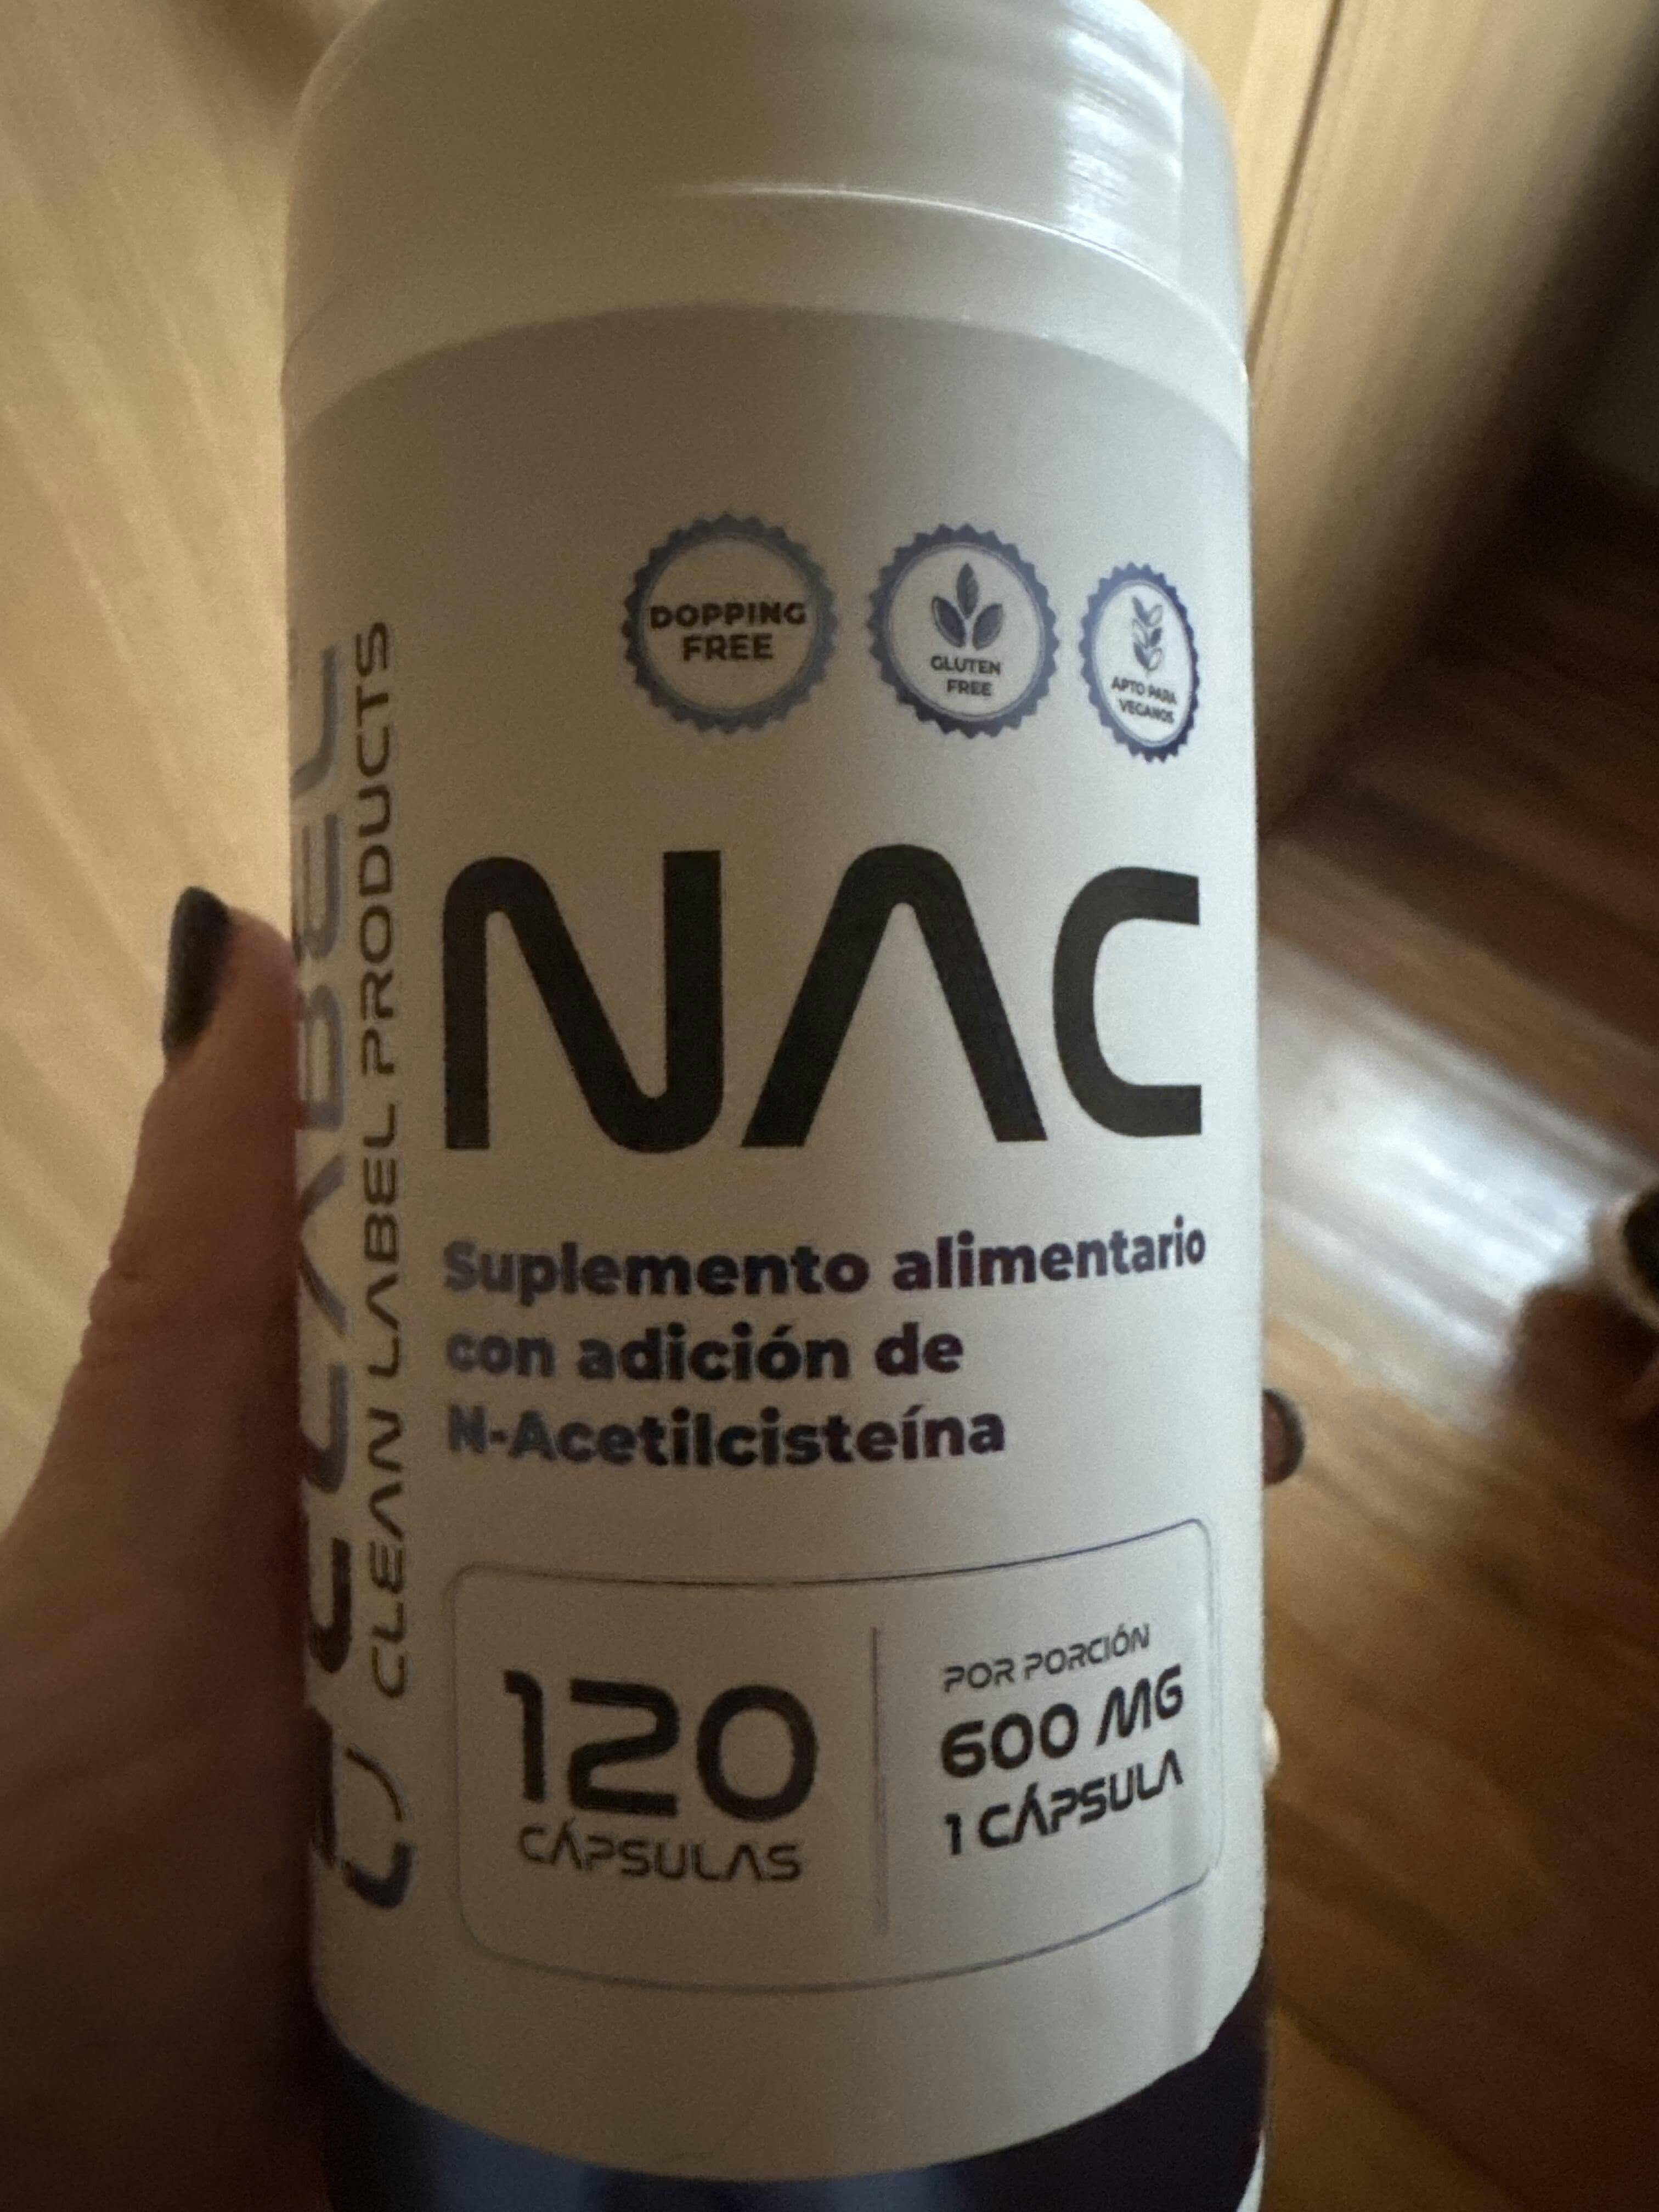 DOPPING
FREE
GLUTEN
FREE
APTO PARA
VEGANOS
CLEAN LABEL PRODUCTS
NAC
Suplemento alimentario
con adición de
N-Acetilcisteína
120
CÁPSULAS
POR PORCIÓN
600 MG
1 CÁPSULA